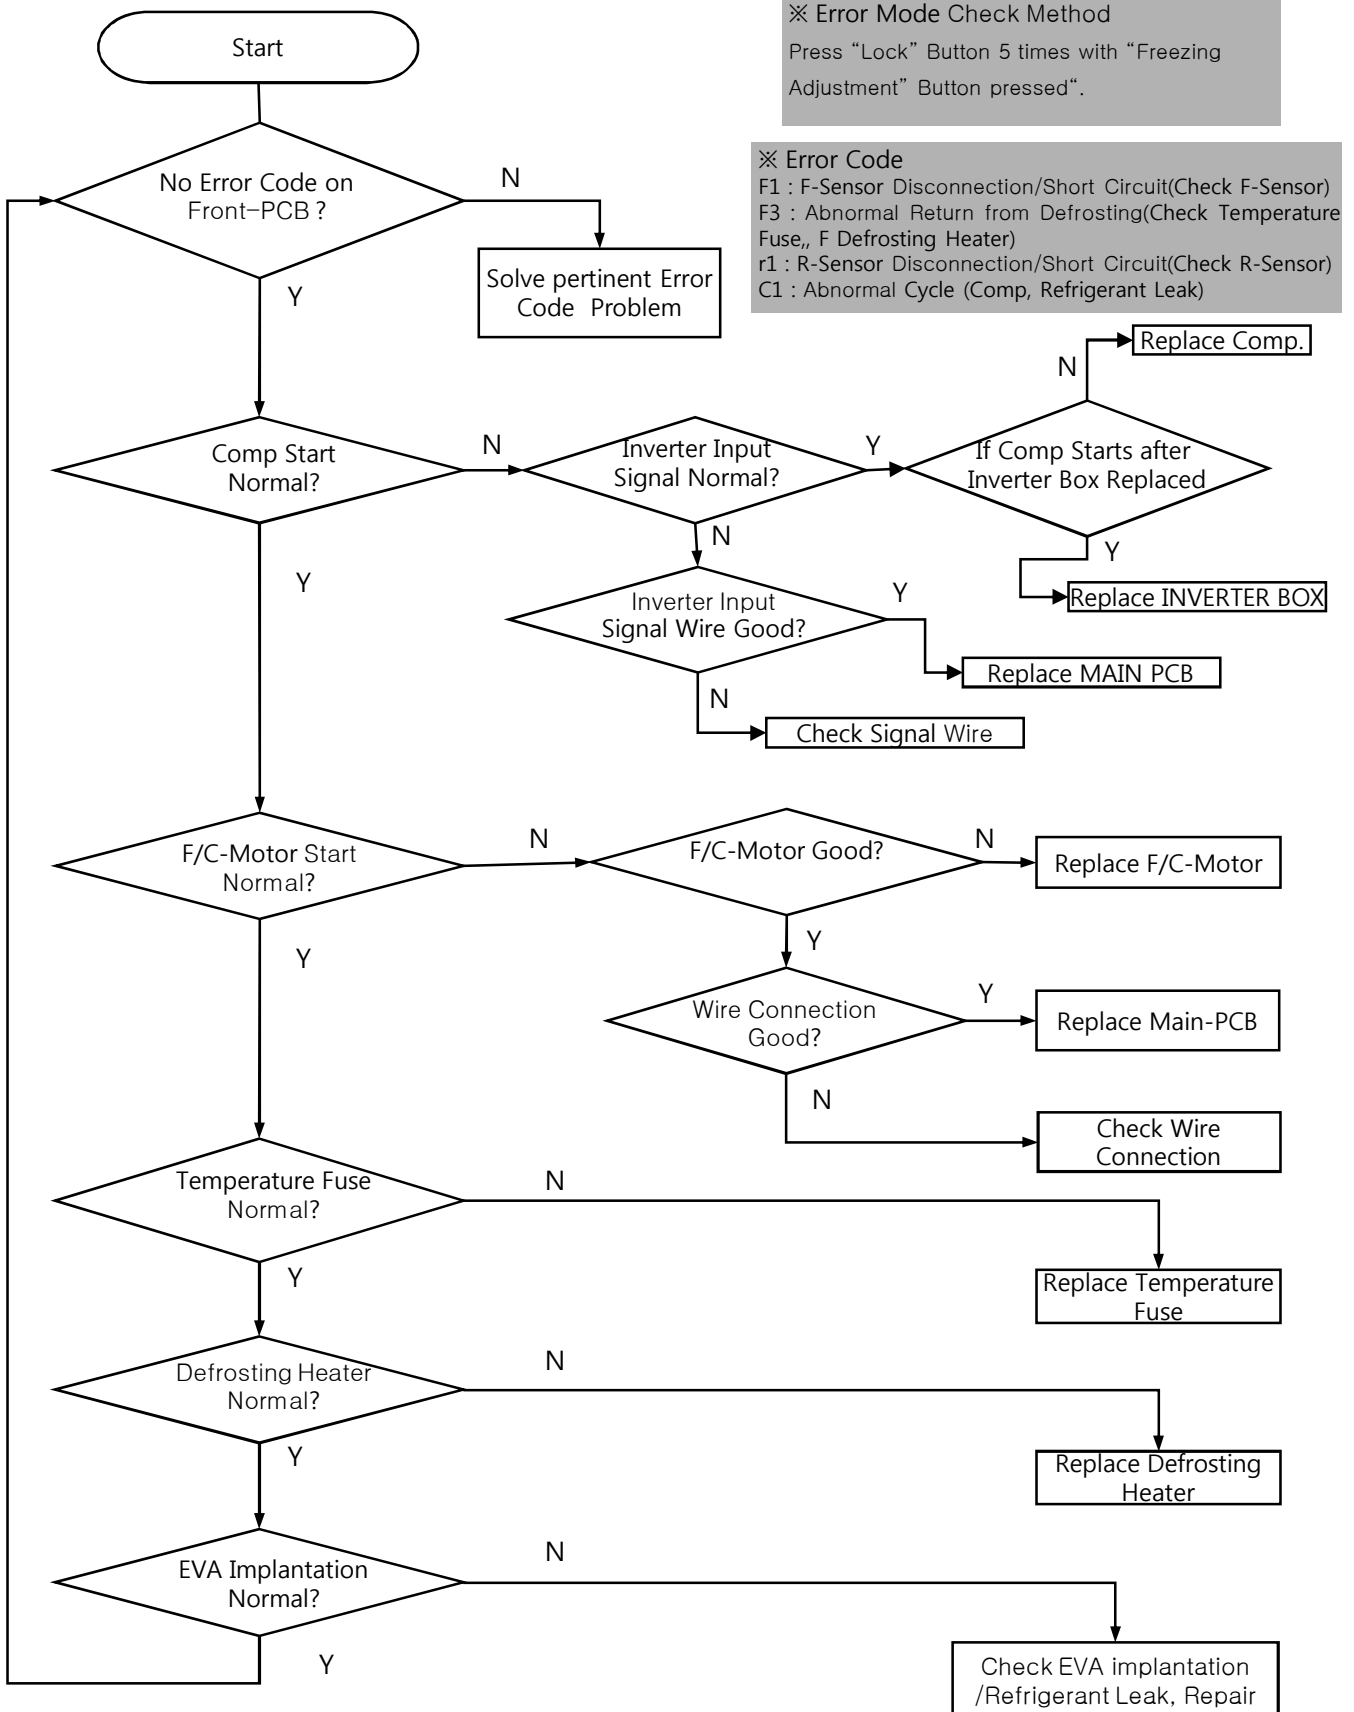 ※ Error Mode Check Method
Press “Lock” Button 5 times with “Freezing
Adjustment” Button pressed“.
Start
※ Error Code
F1 : F-Sensor Disconnection/Short Circuit(Check F-Sensor)
F3 : Abnormal Return from Defrosting(Check Temperature
Fuse,, F Defrosting Heater)
r1 : R-Sensor Disconnection/Short Circuit(Check R-Sensor)
C1 : Abnormal Cycle (Comp, Refrigerant Leak)
No Error Code on
Front-PCB ?
N
Solve pertinent Error
Code Problem
Y
Comp Start
Normal?
N
Inverter Input
Signal Normal?
Y
If Comp Starts after
Inverter Box Replaced
N
Replace Comp.
Y
Replace INVERTER BOX
N
Inverter Input
Signal Wire Good?
Y
Replace MAIN PCB
N
Check Signal Wire
Y
F/C-Motor Start
Normal?
N
F/C-Motor Good?
N
Replace F/C-Motor
Y
Wire Connection
Good?
Y
Replace Main-PCB
N
Check Wire
Connection
Y
Temperature Fuse
Normal?
N
Replace Temperature
Fuse
Y
Defrosting Heater
Normal?
N
Replace Defrosting
Heater
Y
EVA Implantation
Normal?
N
Check EVA implantation
/Refrigerant Leak, Repair
Y